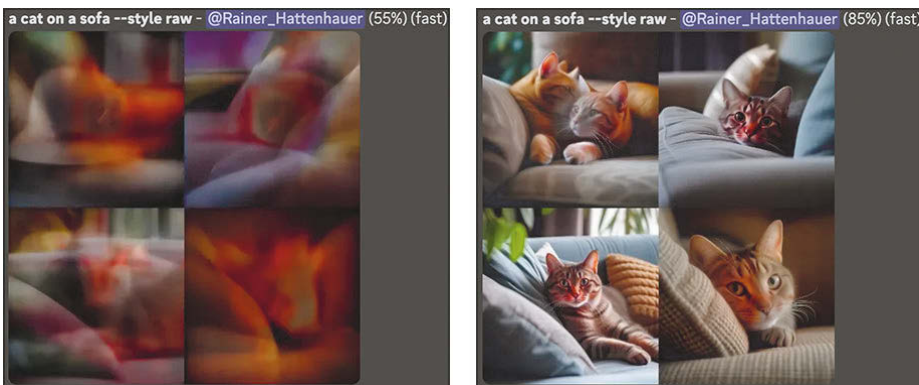 a cat on a sofa --style raw - @Rainer_Hattenhauer (55%) (fast)
a cat on a sofa --style raw - @Rainer_Hattenhauer (85%) (fast)